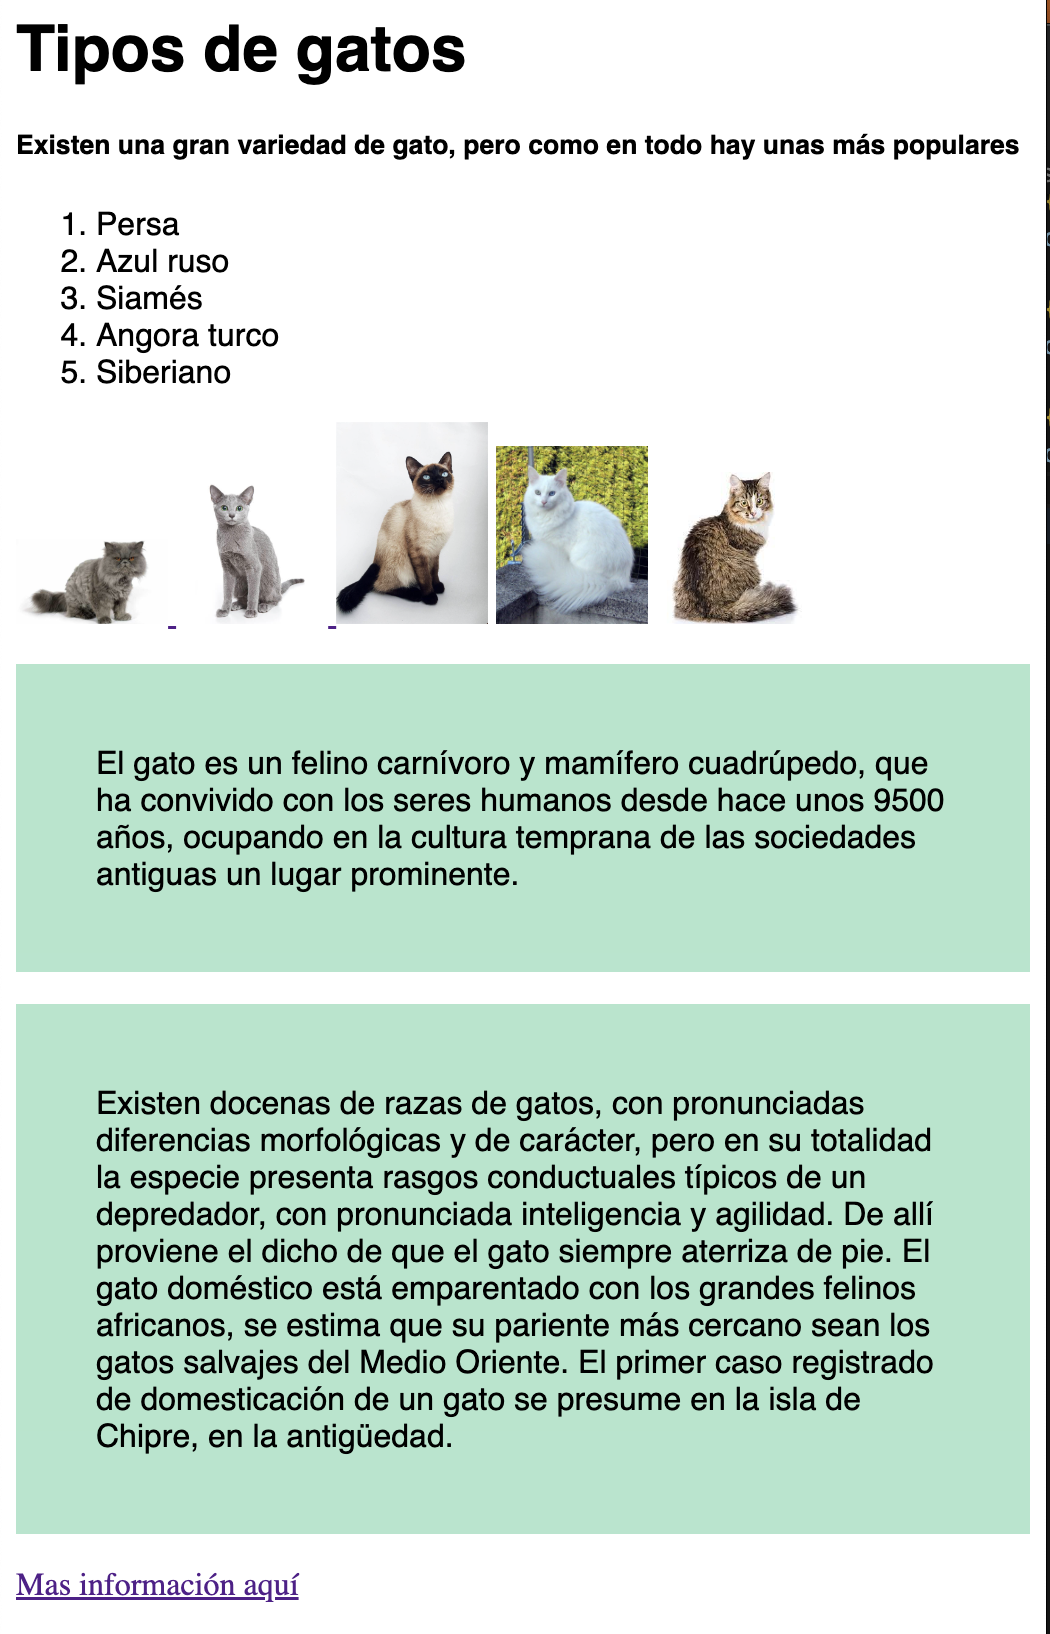 Tipos de gatos
Existen una gran variedad de gato, pero como en todo hay unas más populares
1. Persa
2. Azul ruso
3. Siamés
4. Angora turco
5. Siberiano
El gato es un felino carnívoro y mamífero cuadrúpedo, que
ha convivido con los seres humanos desde hace unos 9500
años, ocupando en la cultura temprana de las sociedades
antiguas un lugar prominente.
Existen docenas de razas de gatos, con pronunciadas
diferencias morfológicas y de carácter, pero en su totalidad
la especie presenta rasgos conductuales típicos de un
depredador, con pronunciada inteligencia y agilidad. De allí
proviene el dicho de que el gato siempre aterriza de pie. El
gato doméstico está emparentado con los grandes felinos
africanos, se estima que su pariente más cercano sean los
gatos salvajes del Medio Oriente. El primer caso registrado
de domesticación de un gato se presume en la isla de
Chipre, en la antigüedad.
Mas información aquí